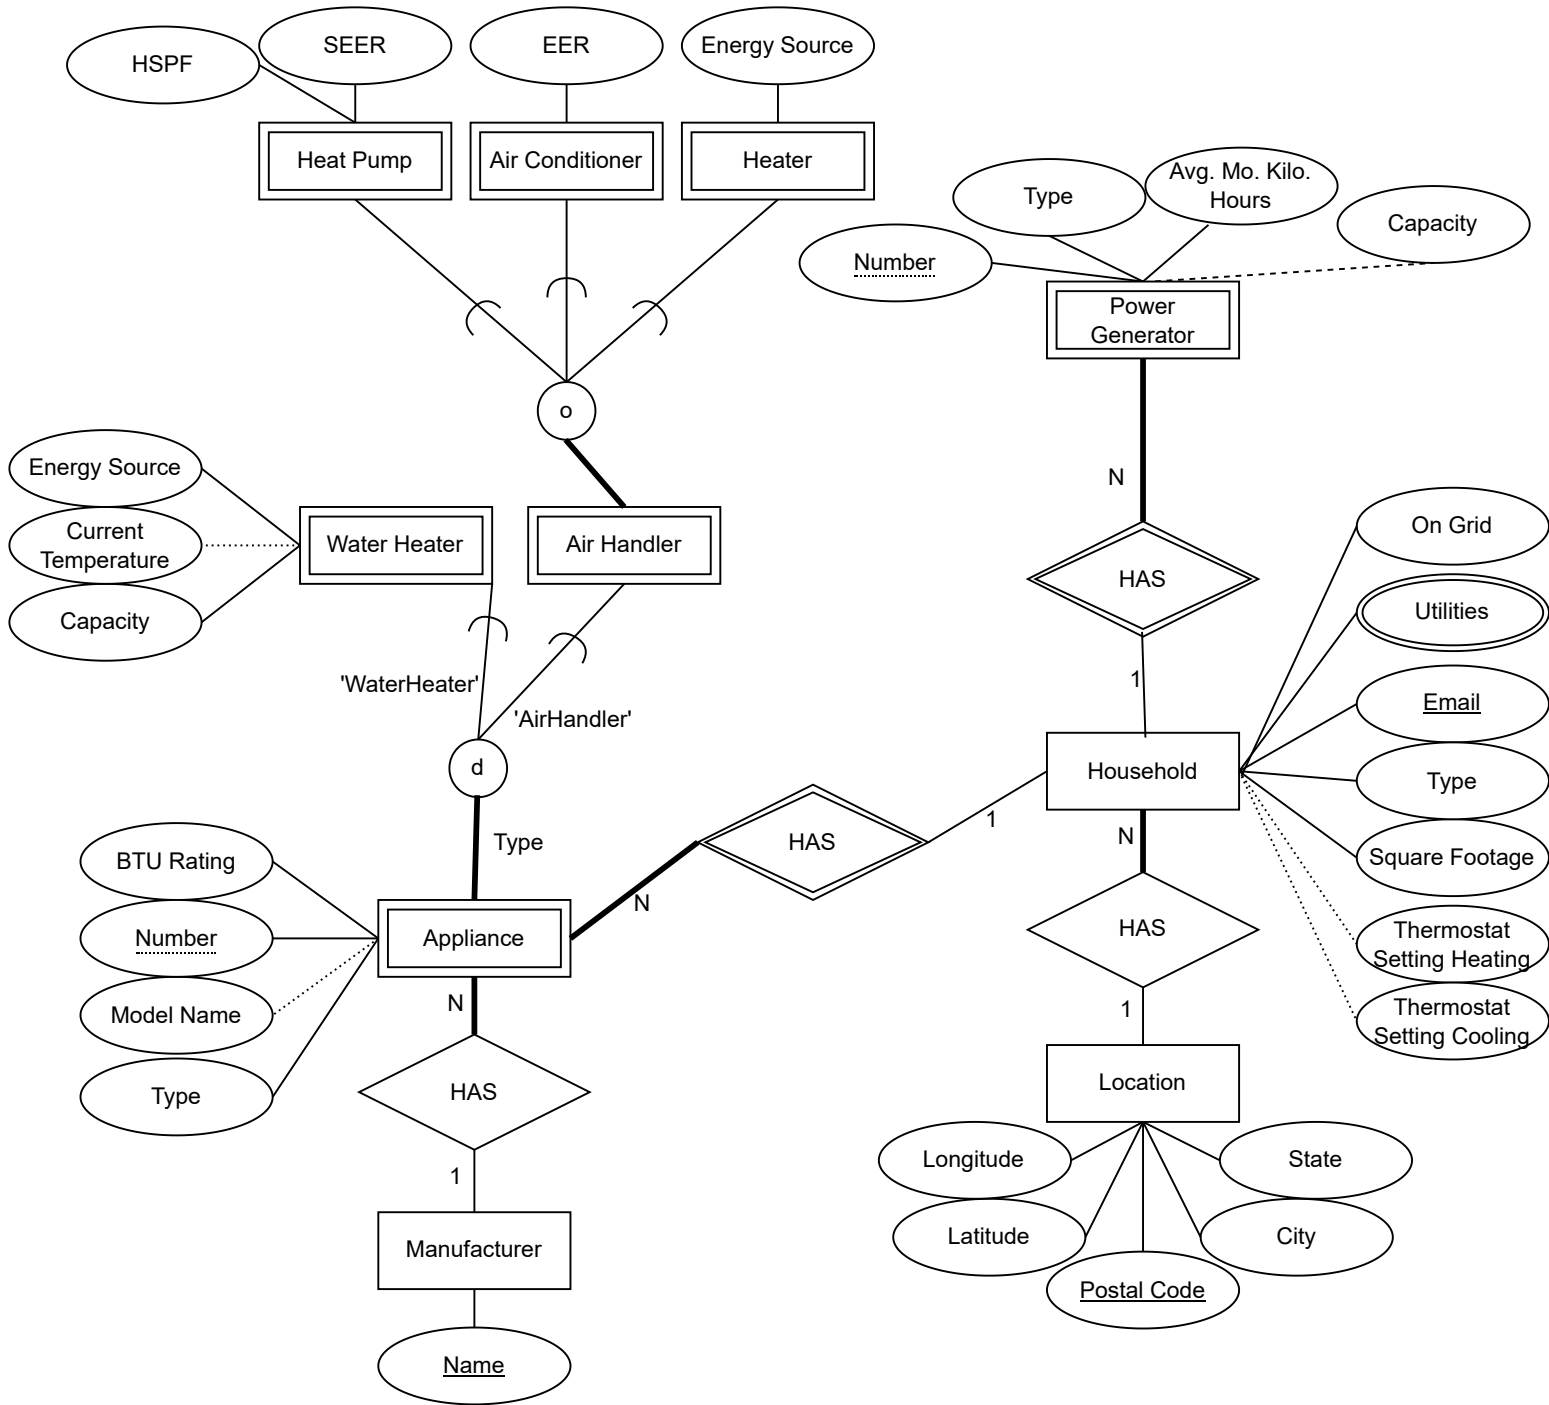 HSPF
SEER
EER
Energy Source
Heat Pump
Air Conditioner
Heater
Avg. Mo. Kilo.
Hours
Type
Capacity
Number
Power
Generator
o
Energy Source
Current
Temperature
Capacity
Water Heater
Air Handler
N
HAS
1
On Grid
Utilities
Email
Type
Square Footage
Thermostat
Setting Heating
Thermostat
Setting Cooling
'WaterHeater'
'AirHandler'
d
Type
Household
HAS
1
N
N
HAS
1
BTU Rating
Number
Model Name
Type
Appliance
N
HAS
1
Manufacturer
Name
Location
Longitude
State
Latitude
City
Postal Code